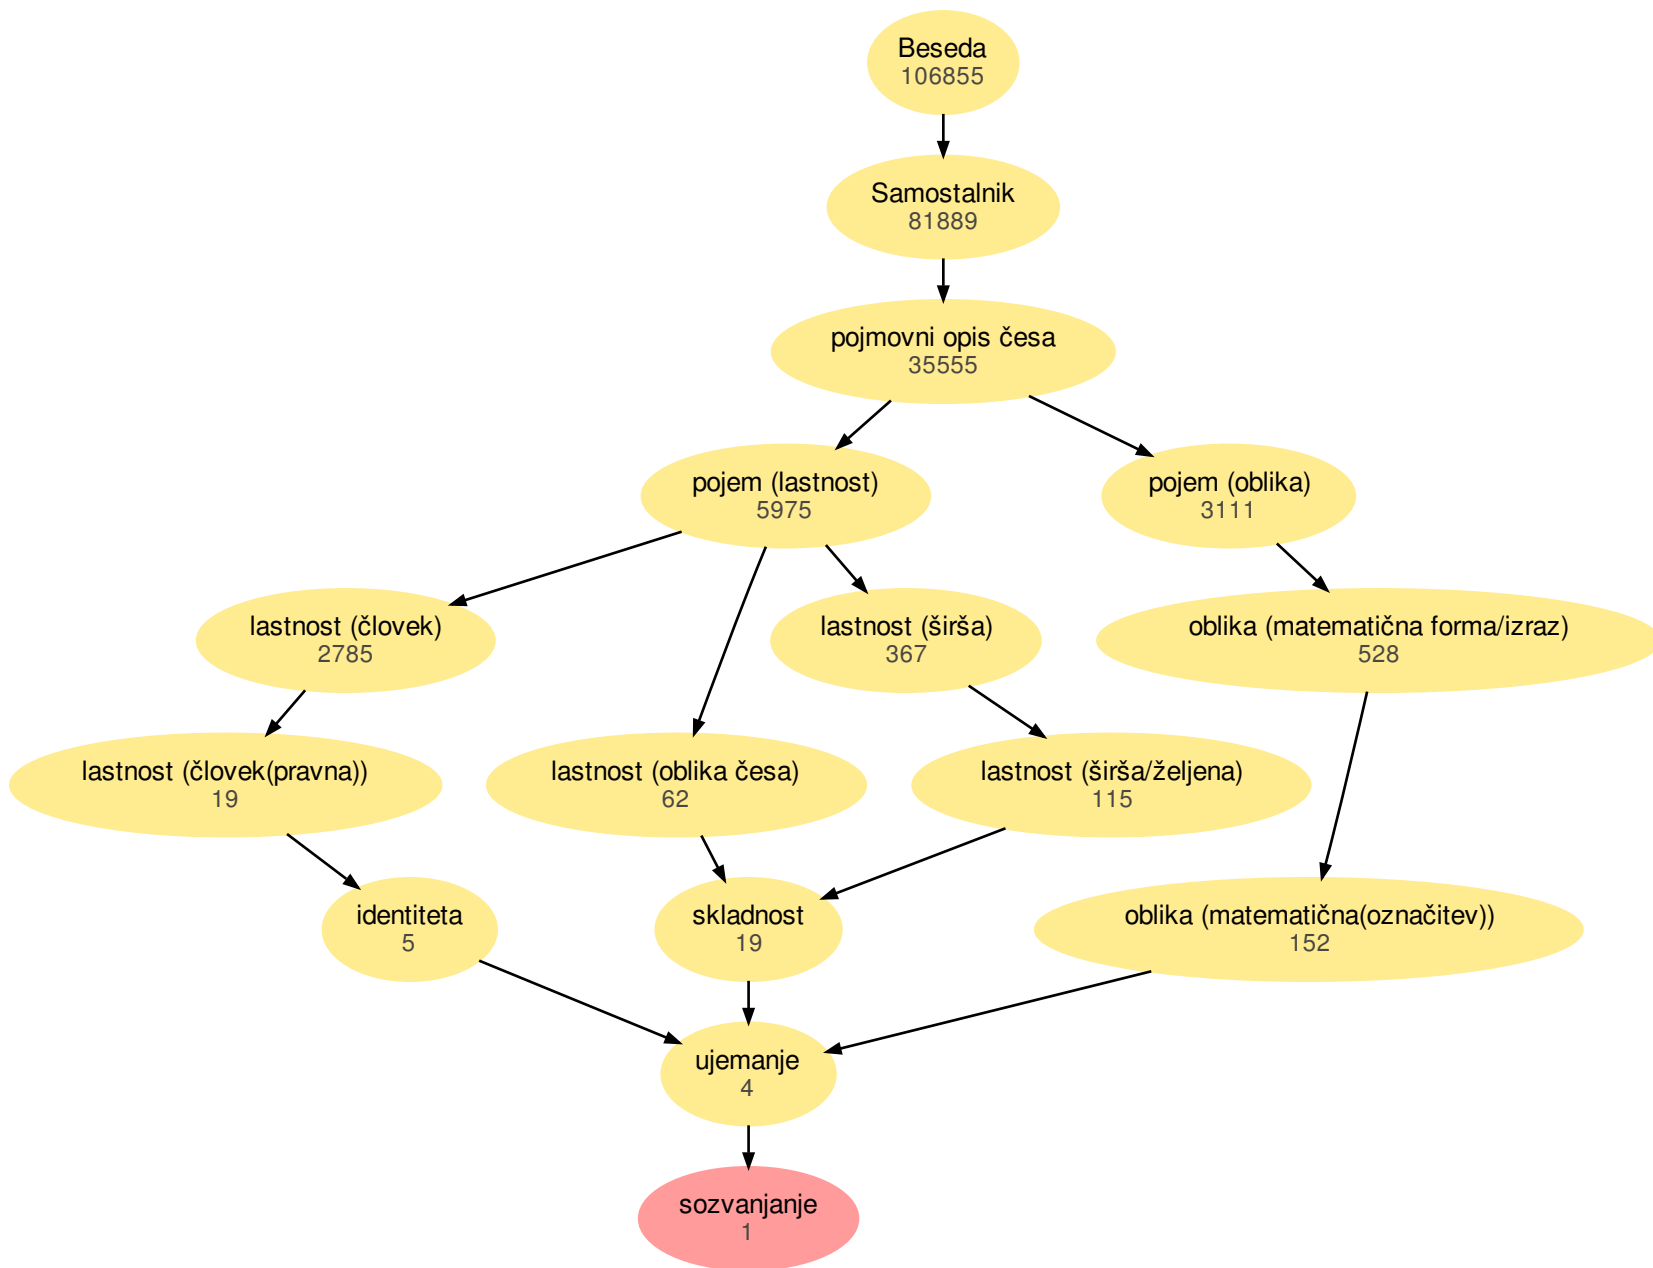 Beseda
106855
Samostalnik
81889
pojmovni opis česa
35555
pojem (lastnost)
5975
pojem (oblika)
3111
lastnost (človek)
2785
lastnost (širša)
367
oblika (matematična forma/izraz)
528
lastnost (človek(pravna))
19
lastnost (oblika česa)
62
lastnost (širša/željena)
115
identiteta
5
skladnost
19
oblika (matematična(označitev))
152
ujemanje
4
sozvanjanje
1